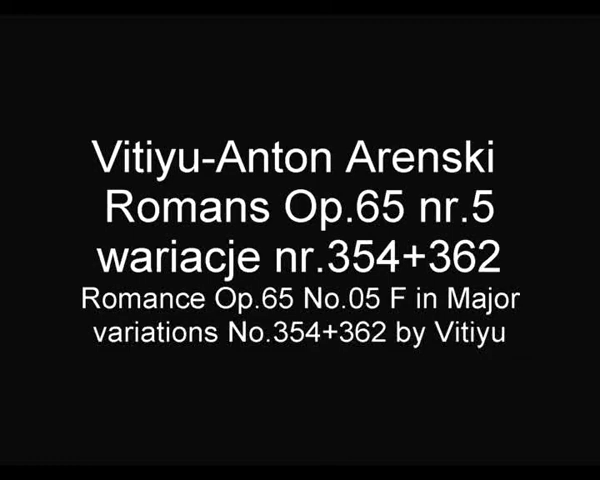 Vitiyu-Anton Arenski
Romans Op.65 nr.5
wariacje nr.354+362
Romance Op.65 No.05 F in Major
variations No.354+362 by Vitiyu